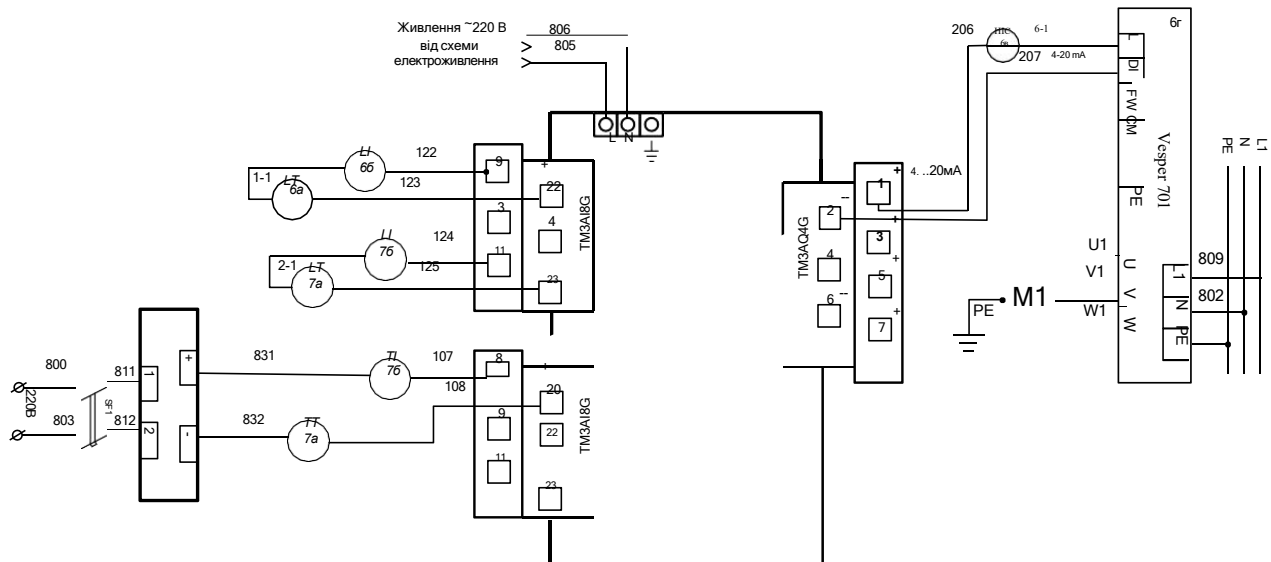 Живлення ~220 В
від схеми
електроживлення
806
805
L N
206
6-1
207
4-20 mA
6г
L
DI
FW CM
PE
Vesper 701
PE
N
L1
LI
6б
122
1-1
LT
6а
123
9
+
22
3
4
TM3AI8G
LI
7б
124
2-1
LT
7а
125
11
23
1
+
4. ..20мА
2
--
+
3
TM3AQ4G
4
+
5
6
--
+
7
U1
V1
W1
U
V
W
L1
N
PE
809
802
PE
M1
800
803
220В
SF1
811
812
1
2
+
-
831
832
TI
7б
107
108
TT
7а
8
+
20
9
22
11
23
TM3AI8G